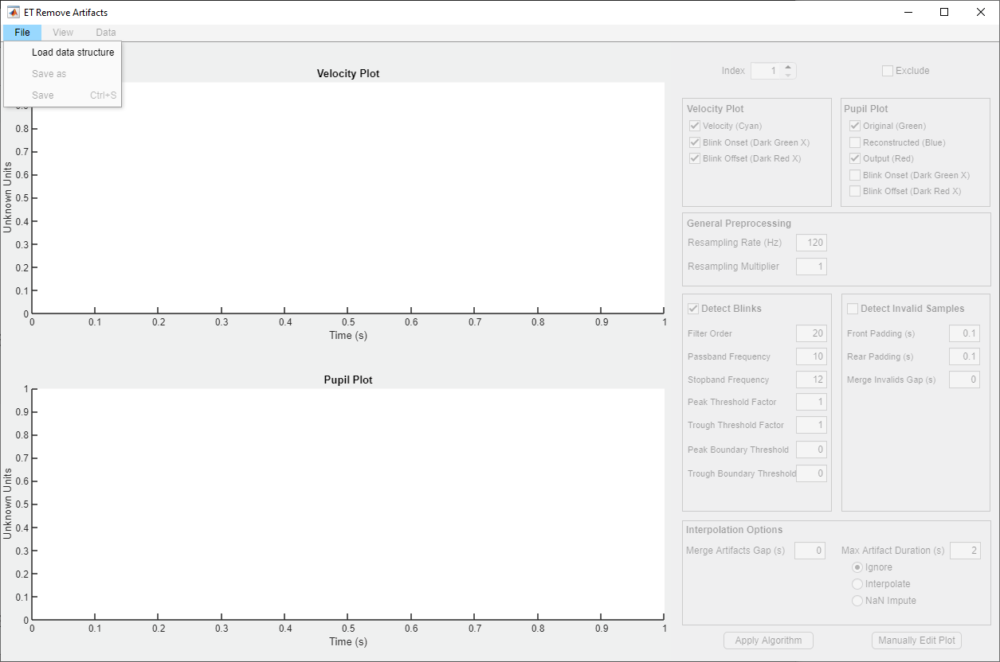 ET Remove Artifacts
File View Data
Load data structure
Save as
Save Ctrl+S
Velocity Plot
0.9
0.8
0.7
0.6
0.5
0.4
0.3
0.2
0.1
0
Unknown Units
0 0.1 0.2 0.3 0.4 0.5 0.6 0.7 0.8 0.9 1
Time (s)
Pupil Plot
1
0.9
0.8
0.7
0.6
0.5
0.4
0.3
0.2
0.1
0
Unknown Units
0 0.1 0.2 0.3 0.4 0.5 0.6 0.7 0.8 0.9 1
Time (s)
Index 1
Exclude
Velocity Plot
Velocity (Cyan)
Blink Onset (Dark Green X)
Blink Offset (Dark Red X)
Pupil Plot
Original (Green)
Reconstructed (Blue)
Output (Red)
Blink Onset (Dark Green X)
Blink Offset (Dark Red X)
General Preprocessing
Resampling Rate (Hz) 120
Resampling Multiplier 1
Detect Blinks
Filter Order 20
Passband Frequency 10
Stopband Frequency 12
Peak Threshold Factor 1
Trough Threshold Factor 1
Peak Boundary Threshold 0
Trough Boundary Threshold 0
Detect Invalid Samples
Front Padding (s) 0.1
Rear Padding (s) 0.1
Merge Invalids Gap (s) 0
Interpolation Options
Merge Artifacts Gap (s) 0
Max Artifact Duration (s) 2
Ignore
Interpolate
NaN Impute
Apply Algorithm
Manually Edit Plot